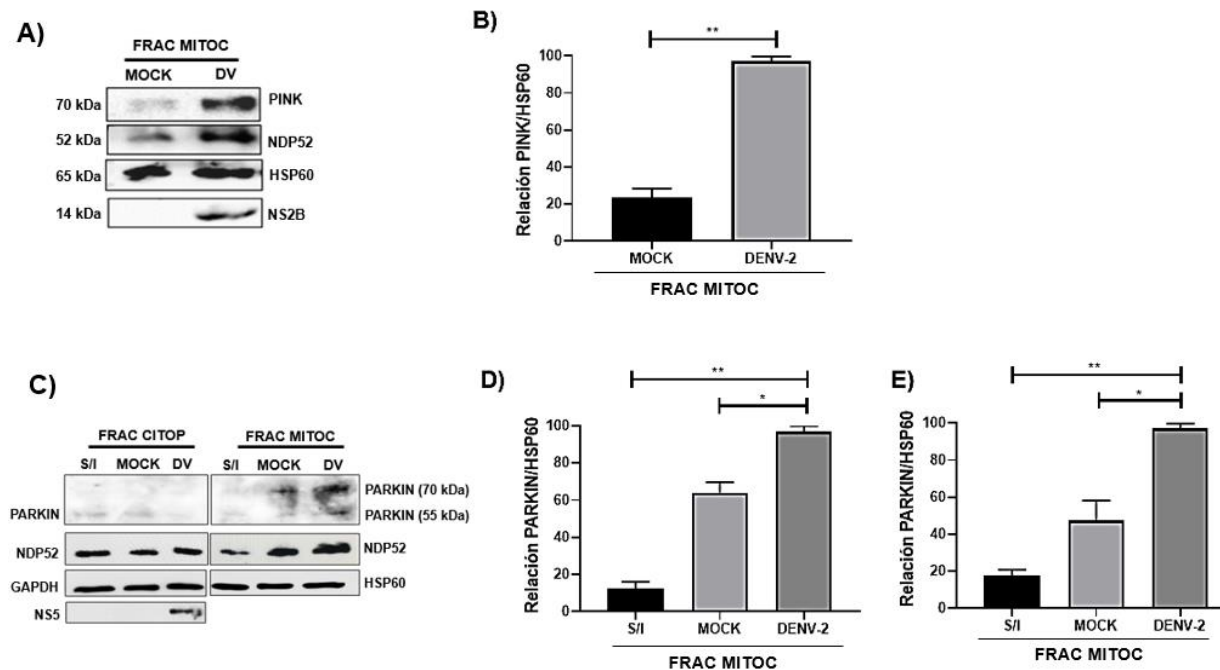 A)
FRAC MITOC
MOCK DV
70 kDa PINK
52 kDa NDP52
65 kDa HSP60
14 kDa NS2B
B)
**
Relación PINK/HSP60
100
80
60
40
20
0
MOCK DENV-2
FRAC MITOC
C)
FRAC CITOP FRAC MITOC
S/I MOCK DV S/I MOCK DV
PARKIN (70 kDa)
PARKIN PARKIN (55 kDa)
NDP52 NDP52
GAPDH HSP60
NS5
D)
**
*
Relación PARKIN/HSP60
100
80
60
40
20
0
S/I MOCK DENV-2
FRAC MITOC
E)
**
*
Relación PARKIN/HSP60
100
80
60
40
20
0
S/I MOCK DENV-2
FRAC MITOC